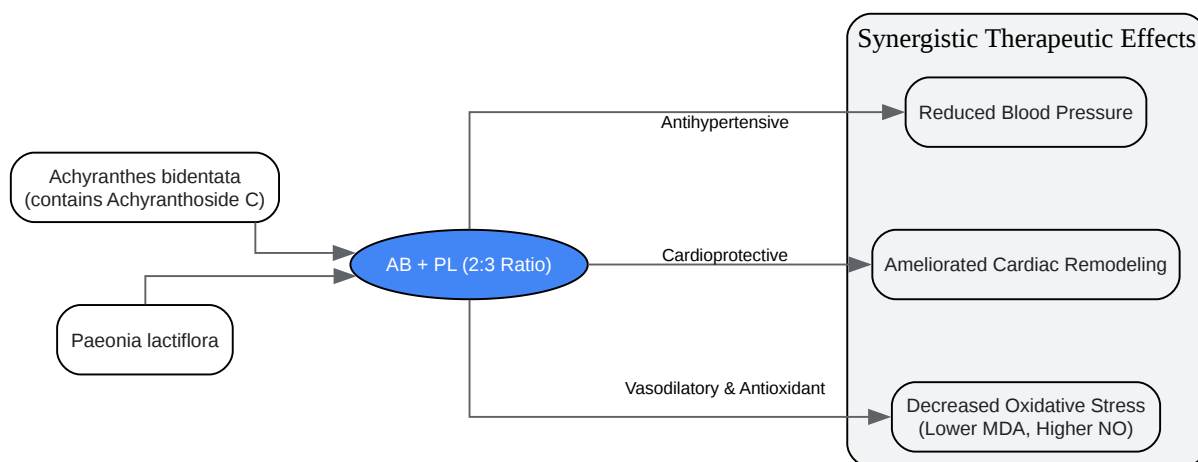 Synergistic Therapeutic Effects
Reduced Blood Pressure
Antihypertensive
Achyranthes bidentata
(contains Achyranthoside C)
AB + PL (2:3 Ratio)
Cardioprotective
Ameliorated Cardiac Remodeling
Paeonia lactiflora
Vasodilatory & Antioxidant
Decreased Oxidative Stress
(Lower MDA, Higher NO)